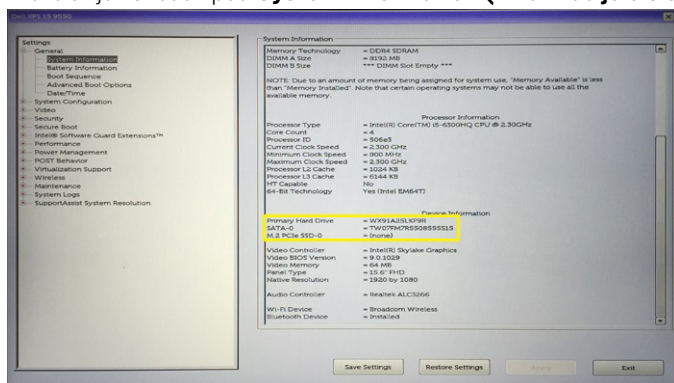 Dell XPS 15 9550
Settings
General
System Information
Battery Information
Boot Sequence
Advanced Boot Options
Date/Time
System Configuration
Video
Security
Secure Boot
Intel® Software Guard Extensions™
Performance
Power Management
POST Behavior
Virtualization Support
Wireless
Maintenance
System Logs
SupportAssist System Resolution
System Information
Memory Technology = DDR4 SDRAM
DIMM A Size = 8192 MB
DIMM B Size *** DIMM Slot Empty ***
NOTE: Due to an amount of memory being assigned for system use, "Memory Available" is less
than "Memory Installed". Note that certain operating systems may not be able to use all the
available memory.
Processor Information
Processor Type = Intel(R) Core(TM) i5-6300HQ CPU @ 2.30GHz
Core Count = 4
Processor ID = 506e3
Current Clock Speed = 2.300 GHz
Minimum Clock Speed = 800 MHz
Maximum Clock Speed = 2.300 GHz
Processor L2 Cache = 1024 KB
Processor L3 Cache = 6144 KB
HT Capable No
64-Bit Technology Yes (Intel EM64T)
Device Information
Primary Hard Drive = WX91A25LKF9R
SATA-0 = TW07FM7R5508555S15
M.2 PCIe SSD-0 = (none)
Video Controller = Intel(R) Skylake Graphics
Video BIOS Version = 9.0.1029
Video Memory = 64 MB
Panel Type = 15.6" FHD
Native Resolution = 1920 by 1080
Audio Controller = Realtek ALC3266
Wi-Fi Device = Broadcom Wireless
Bluetooth Device = Installed
Save Settings
Restore Settings
Apply
Exit